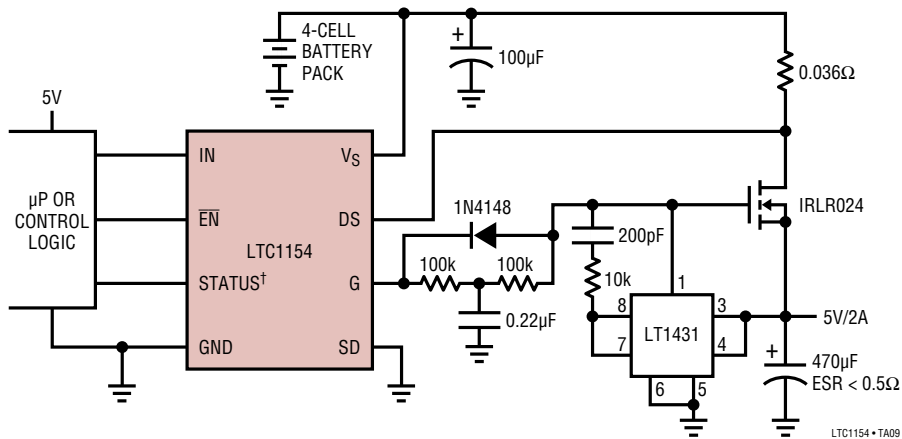 4-CELL
BATTERY
PACK
+
100µF
0.036Ω
5V
µP OR
CONTROL
LOGIC
IN
EN
STATUS†
GND
LTC1154
VS
DS
G
SD
1N4148
100k
100k
0.22µF
200pF
10k
IRLR024
1
8
7
LT1431
3
4
6
5
5V/2A
+
470µF
ESR < 0.5Ω
LTC1154 • TA09